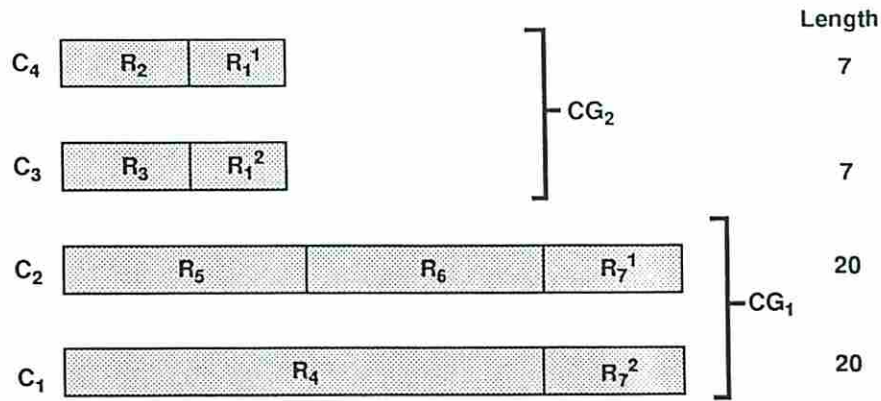 Length
C₄ R₂ R₁¹ 7
CG₂
C₃ R₃ R₁² 7
C₂ R₅ R₆ R₇¹ 20
CG₁
C₁ R₄ R₇² 20